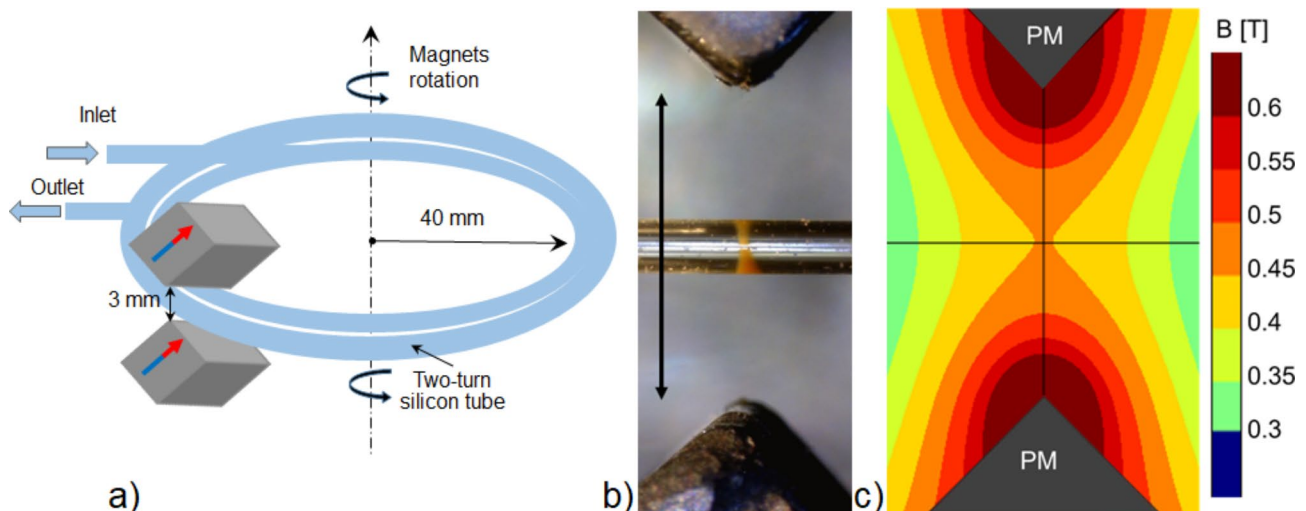 Magnets
rotation
Inlet
Outlet
40 mm
3 mm
Two-turn
silicon tube
a)
b)
PM
PM
c)
B [T]
0.6
0.55
0.5
0.45
0.4
0.35
0.3